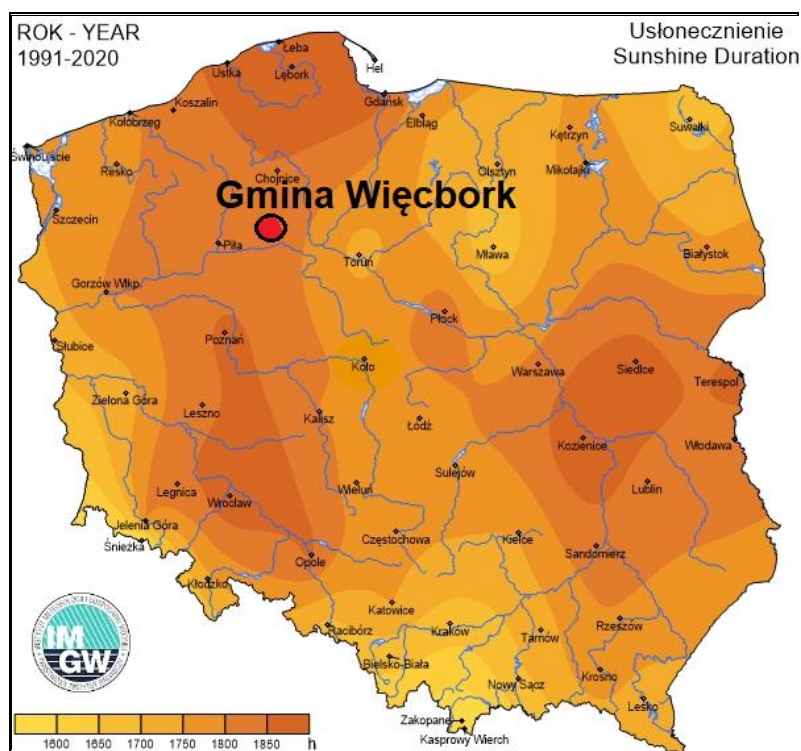 ROK - YEAR
1991-2020
Usłonecznienie
Sunshine Duration
Łeba
Ustka
Lębork
Hel
Gdańsk
Koszalin
Kołobrzeg
Elbląg
Kętrzyn
Suwałki
Świnoujście
Resko
Chojnice
Olsztyn
Mikołajki
Gmina Więcbork
Szczecin
Piła
Toruń
Mława
Białystok
Gorzów Wlkp.
Płock
Słubice
Poznań
Koło
Warszawa
Siedlce
Terespol
Zielona Góra
Leszno
Kalisz
Łódź
Kozienice
Włodawa
Sulejów
Legnica
Wrocław
Wieluń
Lublin
Jelenia Góra
Śnieżka
Częstochowa
Kielce
Sandomierz
Opole
Kłodzko
Katowice
Racibórz
Kraków
Tarnów
Rzeszów
Bielsko-Biała
Nowy Sącz
Krosno
Lesko
Zakopane
Kasprowy Wierch
IM
GW
1600 1650 1700 1750 1800 1850 h